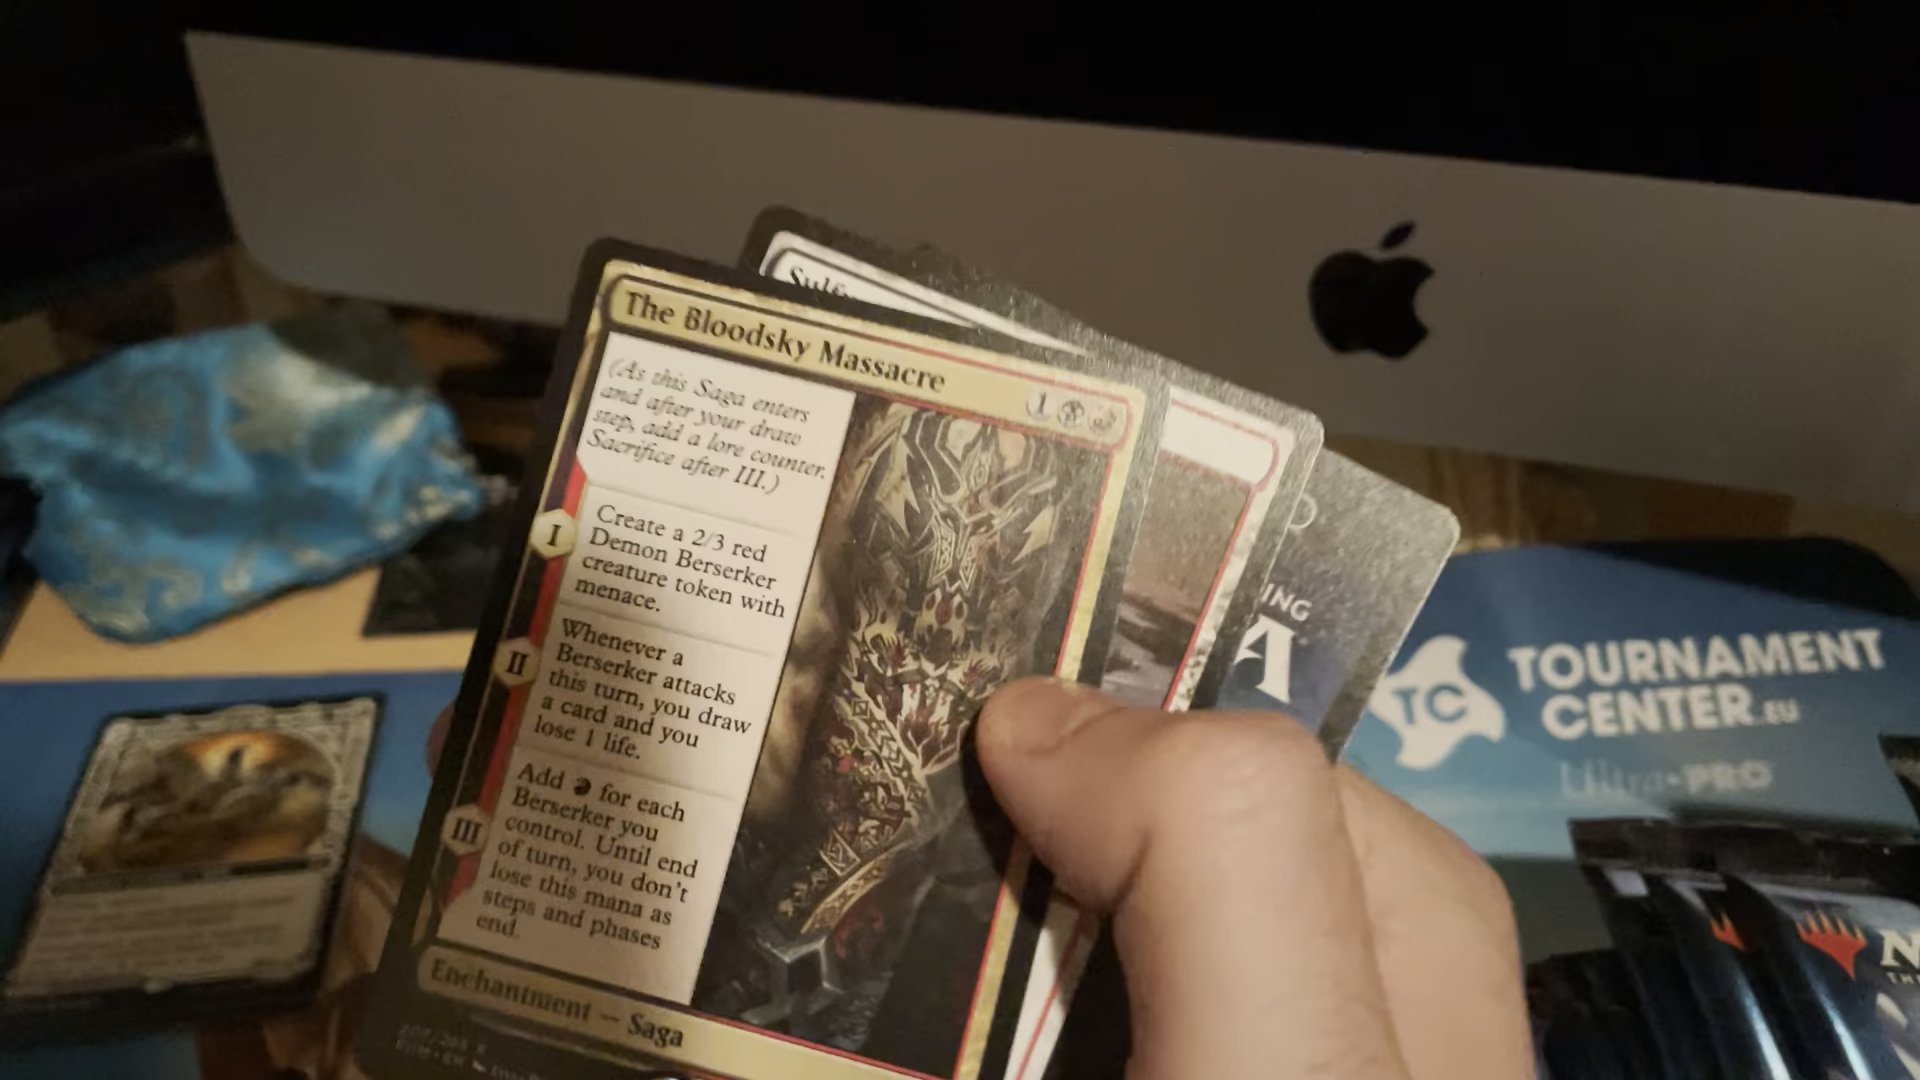 The Bloodsky Massacre
1
(As this Saga enters
and after your draw
step, add a lore counter.
Sacrifice after III.)
I
Create a 2/3 red
Demon Berserker
creature token with
menace.
II
Whenever a
Berserker attacks
this turn, you draw
a card and you
lose 1 life.
III
Add for each
Berserker you
control. Until end
of turn, you don't
lose this mana as
steps and phases
end.
Enchantment — Saga
ING
A
TC
TOURNAMENT
CENTER.EU
Ultra•PRO